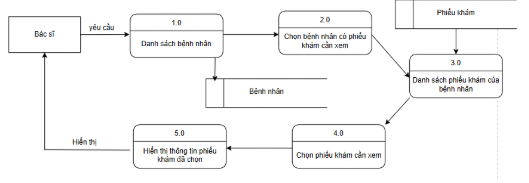 Phiếu khám
1.0
2.0
Bác sĩ
yêu cầu
Danh sách bệnh nhân
Chọn bệnh nhân có phiếu
khám cần xem
3.0
Danh sách phiếu khám của
bệnh nhân
Bệnh nhân
5.0
4.0
Hiển thị
Hiển thị thông tin phiếu
khám đã chọn
Chọn phiếu khám cần xem